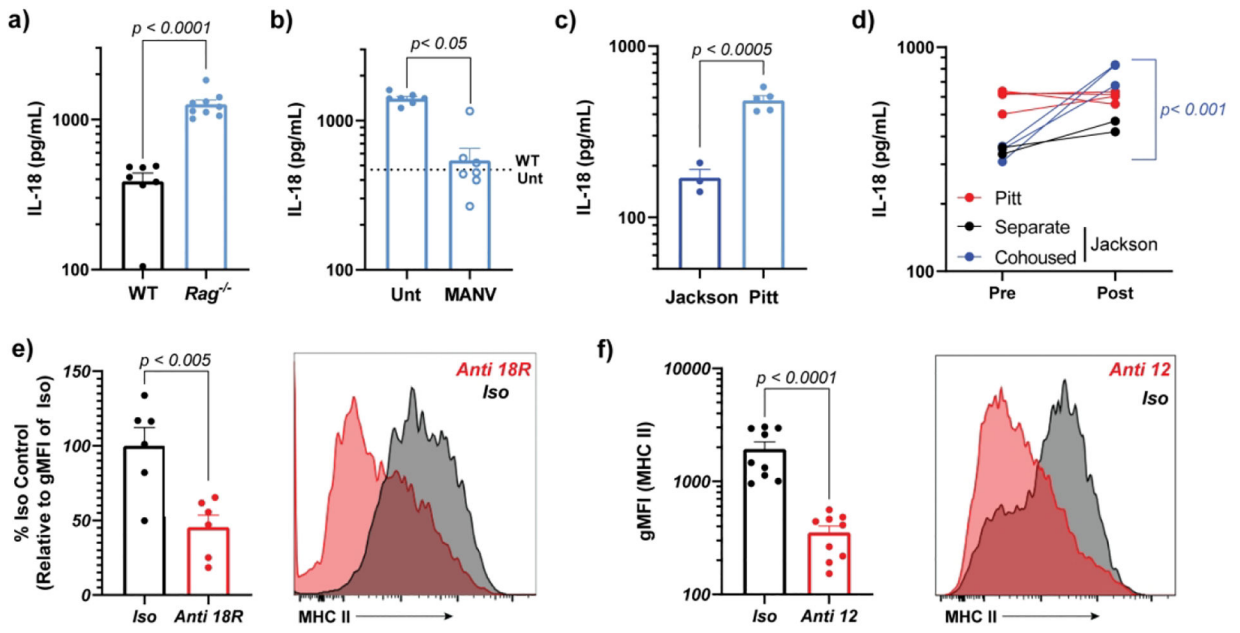 a)
p < 0.0001
IL-18 (pg/mL)
1000
100
WT
Rag-/-
b)
p< 0.05
IL-18 (pg/mL)
1000
100
WT
Unt
Unt
MANV
c)
p < 0.0005
IL-18 (pg/mL)
1000
100
Jackson
Pitt
d)
IL-18 (pg/mL)
1000
100
p< 0.001
Pitt
Separate
Cohoused
Jackson
Pre
Post
e)
p < 0.005
% Iso Control
(Relative to gMFI of Iso)
150
100
50
0
Iso
Anti 18R
Anti 18R
Iso
MHC II
f)
p < 0.0001
gMFI (MHC II)
10000
1000
100
Iso
Anti 12
Anti 12
Iso
MHC II